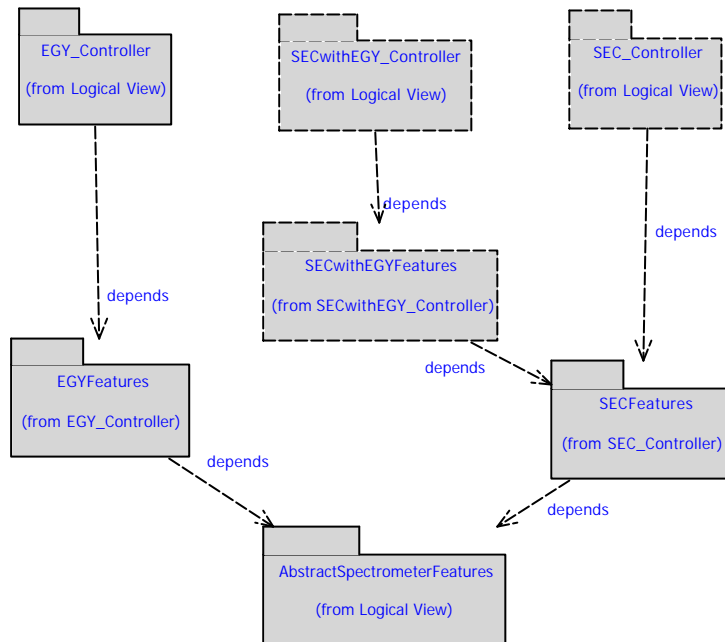 EGY_Controller
(from Logical View)
SECwithEGY_Controller
(from Logical View)
SEC_Controller
(from Logical View)
depends
depends
SECwithEGYFeatures
(from SECwithEGY_Controller)
depends
depends
EGYFeatures
(from EGY_Controller)
SECFeatures
(from SEC_Controller)
depends
depends
AbstractSpectrometerFeatures
(from Logical View)